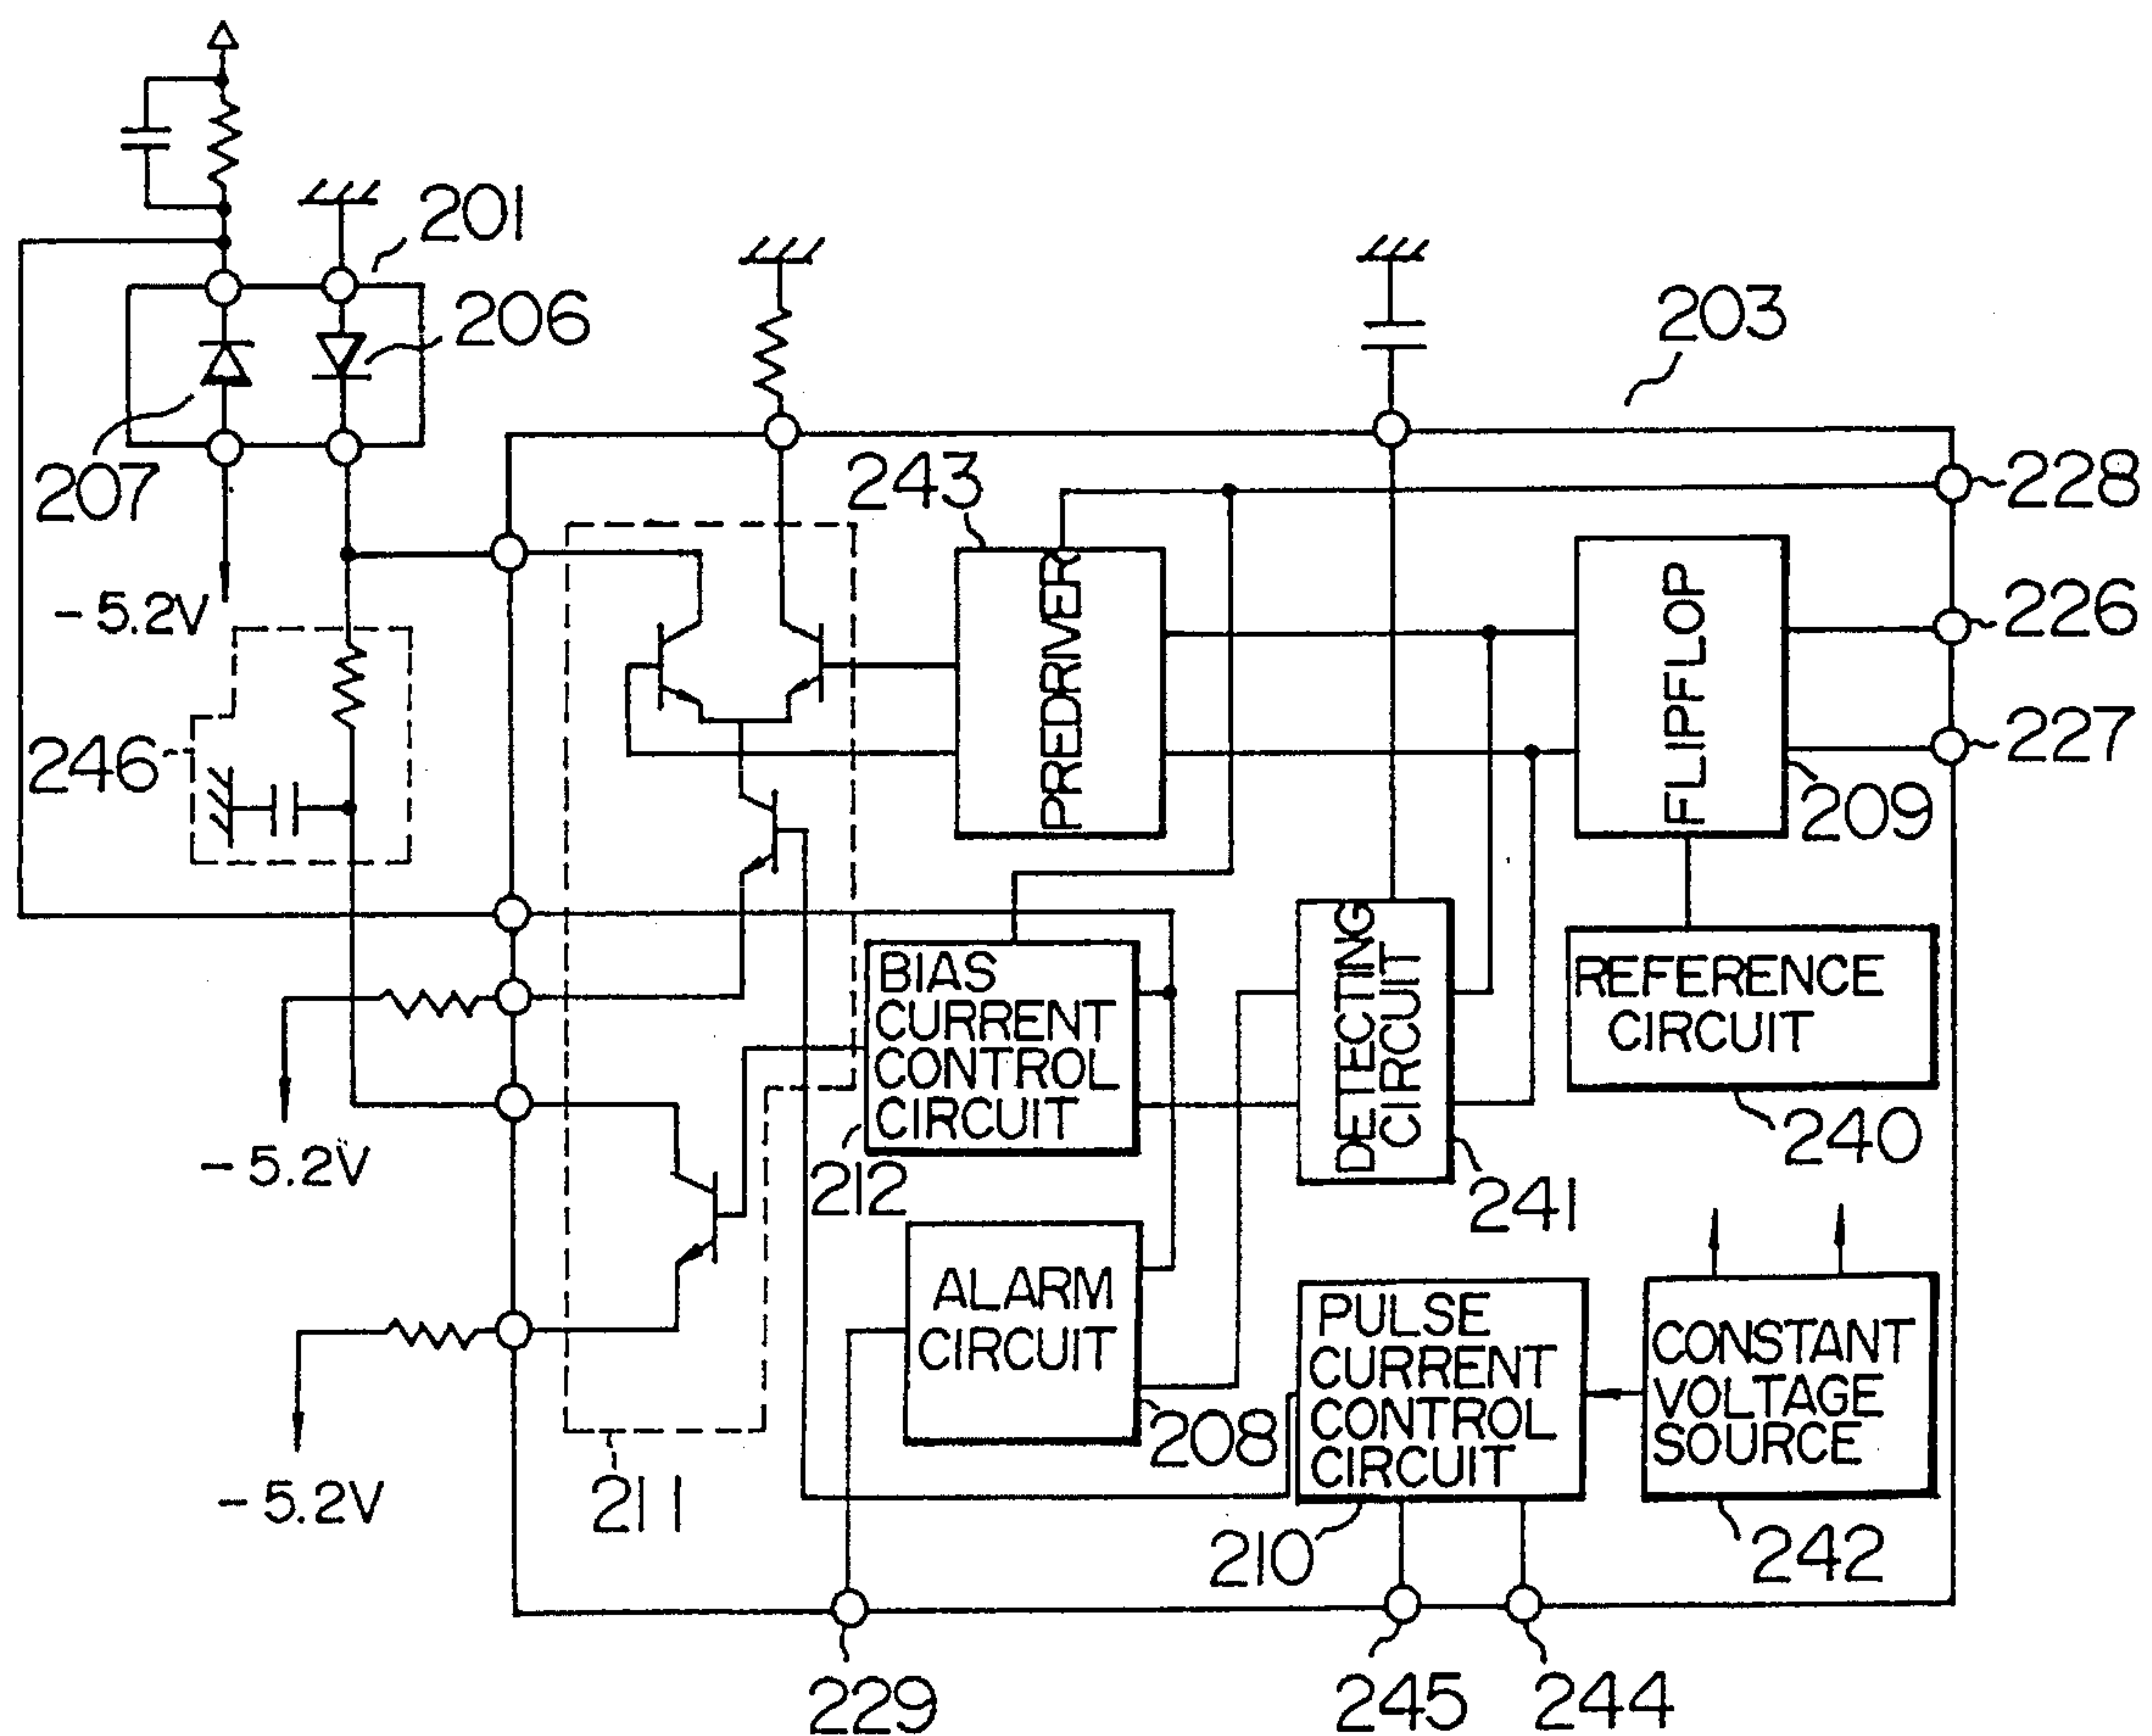 201
206
203
207
243
228
-5.2V
PREDRIVER
FLIPFLOP
226
246
227
209
BIAS
CURRENT
CONTROL
CIRCUIT
DETECTING
CIRCUIT
REFERENCE
CIRCUIT
-5.2V
212
241
240
ALARM
CIRCUIT
PULSE
CURRENT
CONTROL
CIRCUIT
CONSTANT
VOLTAGE
SOURCE
208
-5.2V
211
210
242
229
245
244